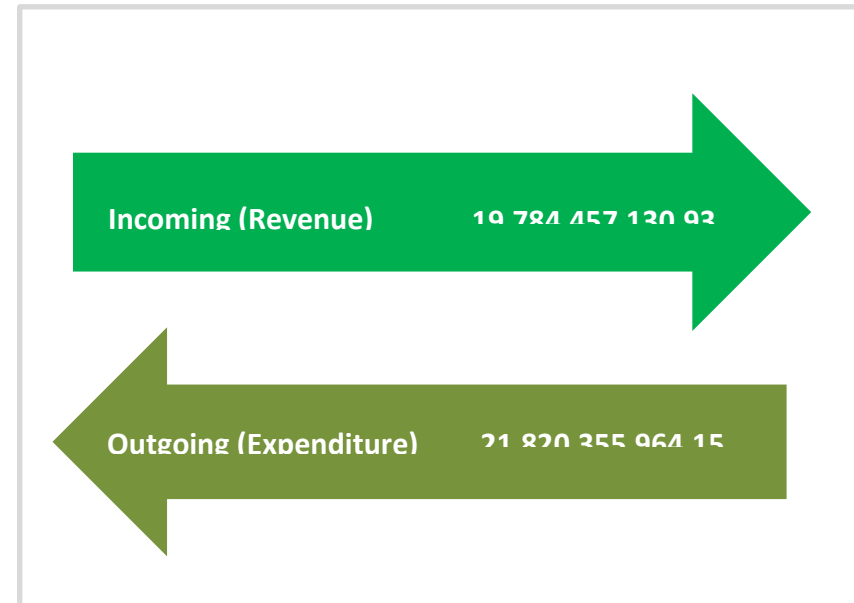 Incoming (Revenue) 19,784,457,130.93
Outgoing (Expenditure) 21,820,355,964.15